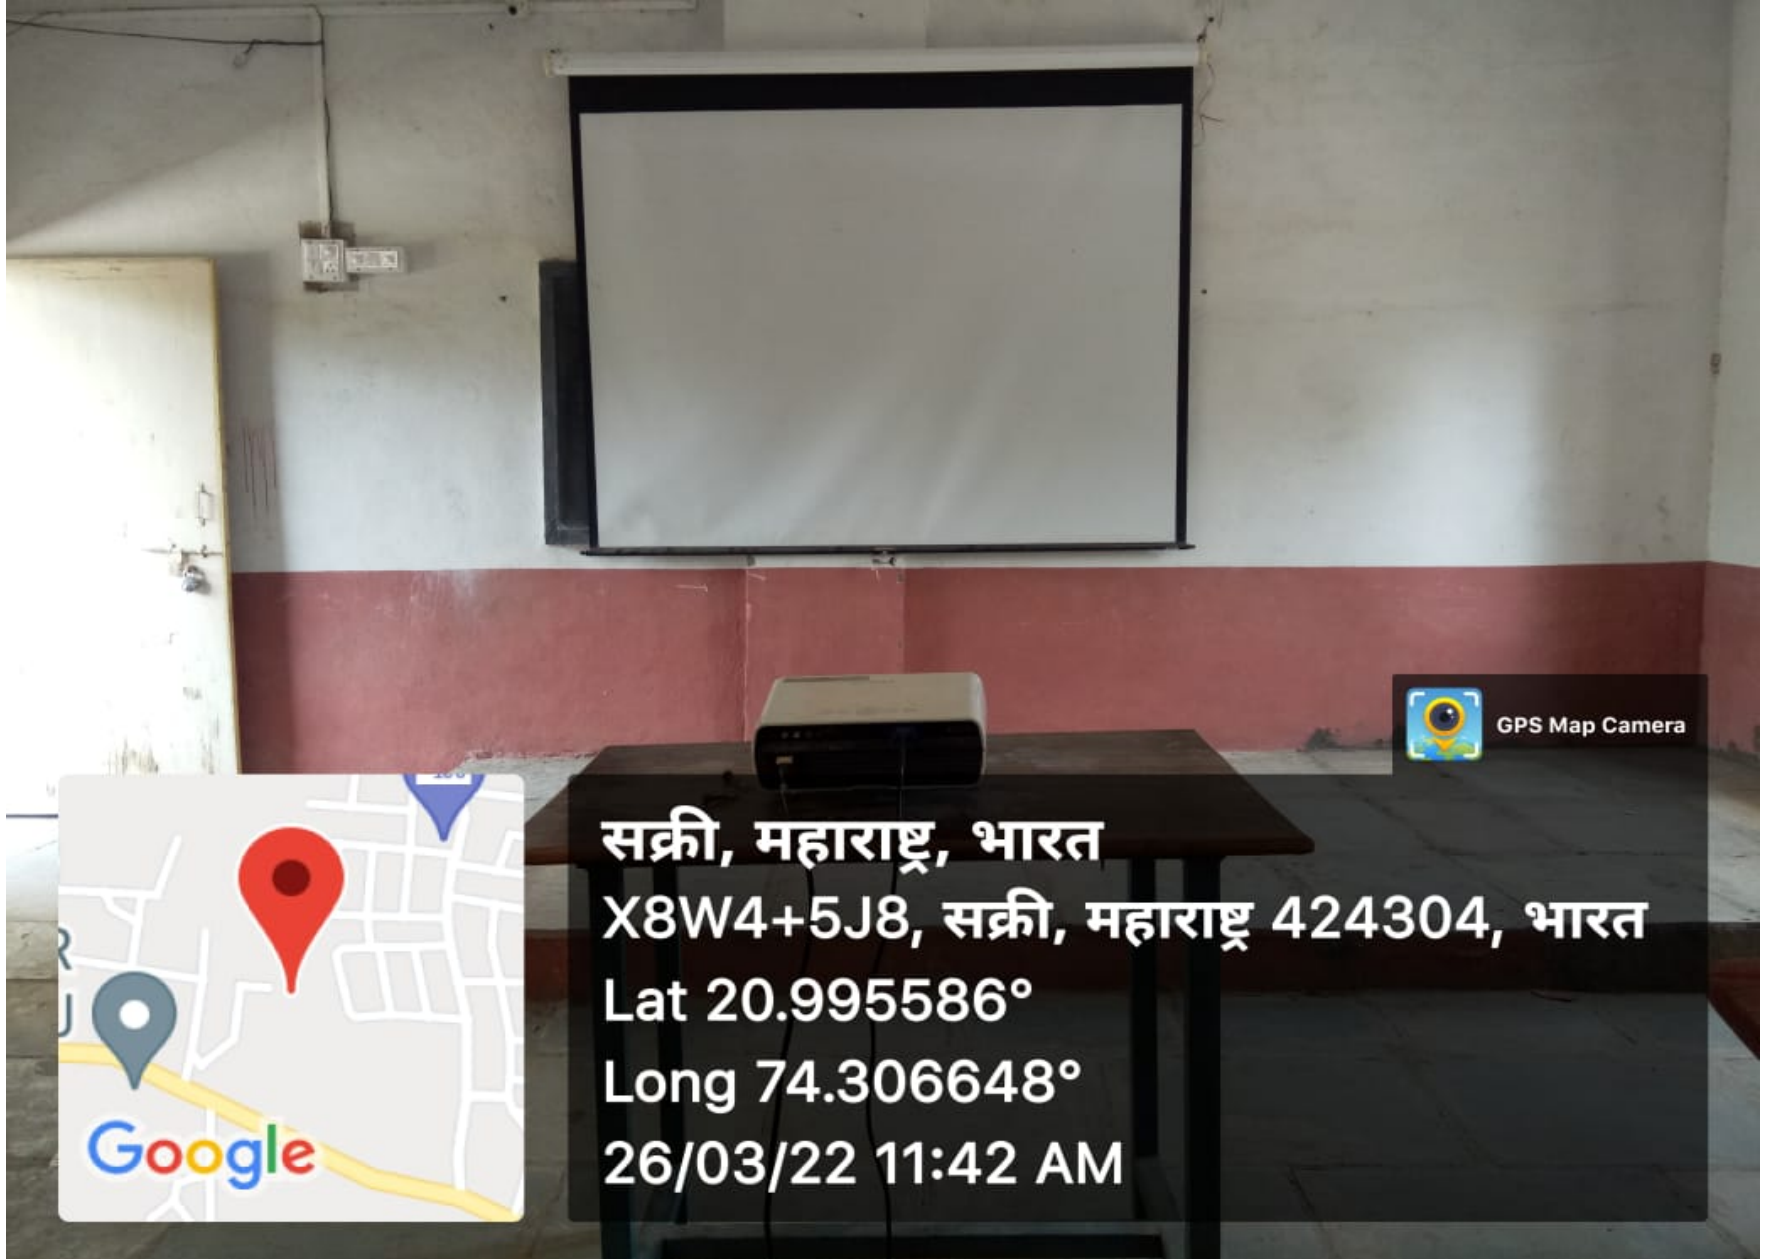 GPS Map Camera
सक्री, महाराष्ट्र, भारत
X8W4+5J8, सक्री, महाराष्ट्र 424304, भारत
Lat 20.995586°
Long 74.306648°
26/03/22 11:42 AM
Google